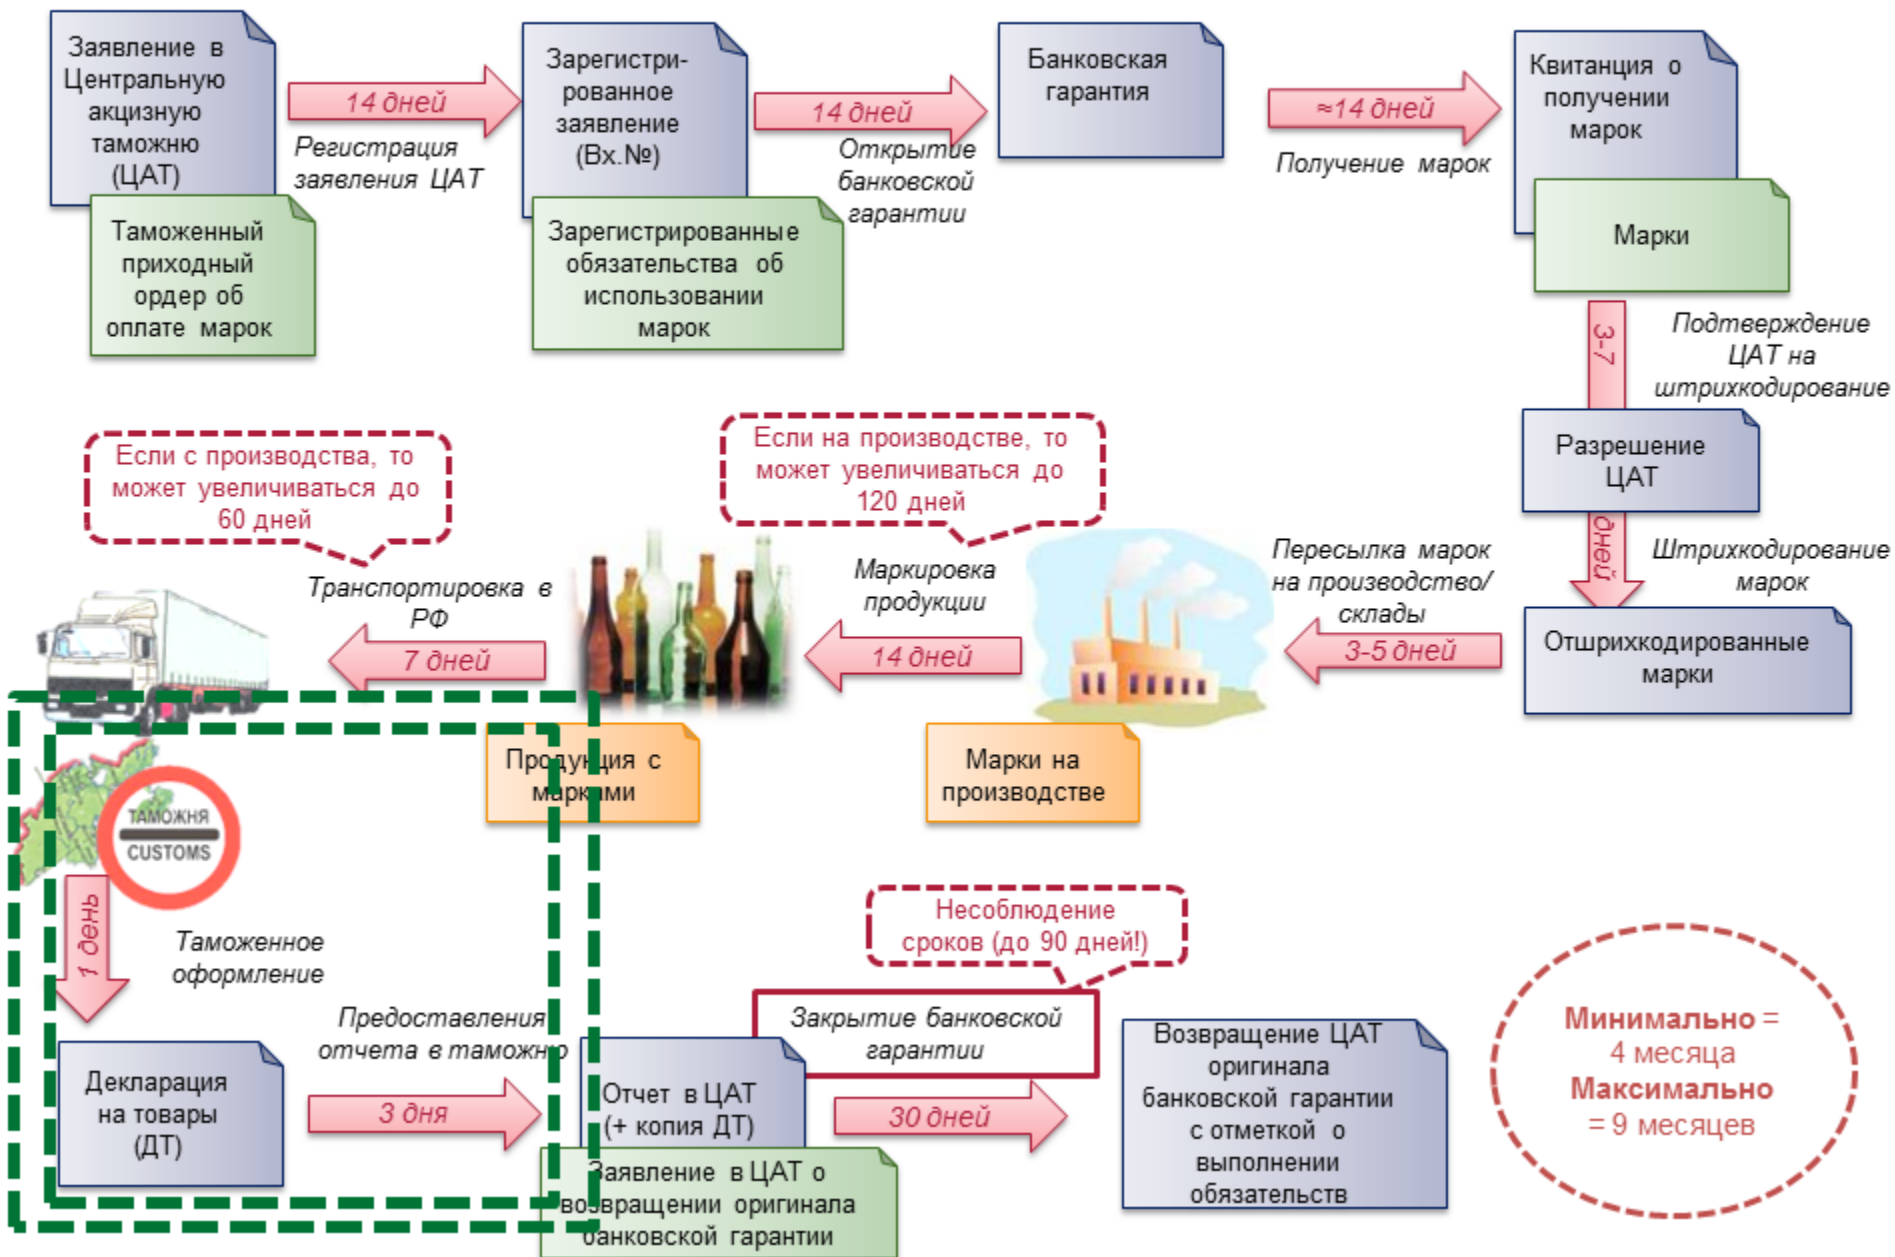 Заявление в
Центральную
акцизную
таможню
(ЦАТ)
Таможенный
приходный
ордер об
оплате марок
14 дней
Регистрация
заявления ЦАТ
Зарегистри-
рованное
заявление
(Вх.№)
Зарегистрированные
обязательства об
использовании
марок
14 дней
Открытие
банковской
гарантии
Банковская
гарантия
≈14 дней
Получение марок
Квитанция о
получении
марок
Марки
3-7
Подтверждение
ЦАТ на
штрихкодирование
Разрешение
ЦАТ
дней
Штрихкодирование
марок
Отшрихкодированные
марки
Пересылка марок
на производство/
склады
3-5 дней
Если на производстве, то
может увеличиваться до
120 дней
Маркировка
продукции
14 дней
Марки на
производстве
Если с производства, то
может увеличиваться до
60 дней
Транспортировка в
РФ
7 дней
Продукция с
марками
ТАМОЖНЯ
CUSTOMS
1 день
Таможенное
оформление
Декларация
на товары
(ДТ)
Предоставления
отчета в таможню
3 дня
Отчет в ЦАТ
(+ копия ДТ)
Заявление в ЦАТ о
возвращении оригинала
банковской гарантии
Несоблюдение
сроков (до 90 дней!)
Закрытие банковской
гарантии
30 дней
Возвращение ЦАТ
оригинала
банковской гарантии
с отметкой о
выполнении
обязательств
Минимально =
4 месяца
Максимально
= 9 месяцев